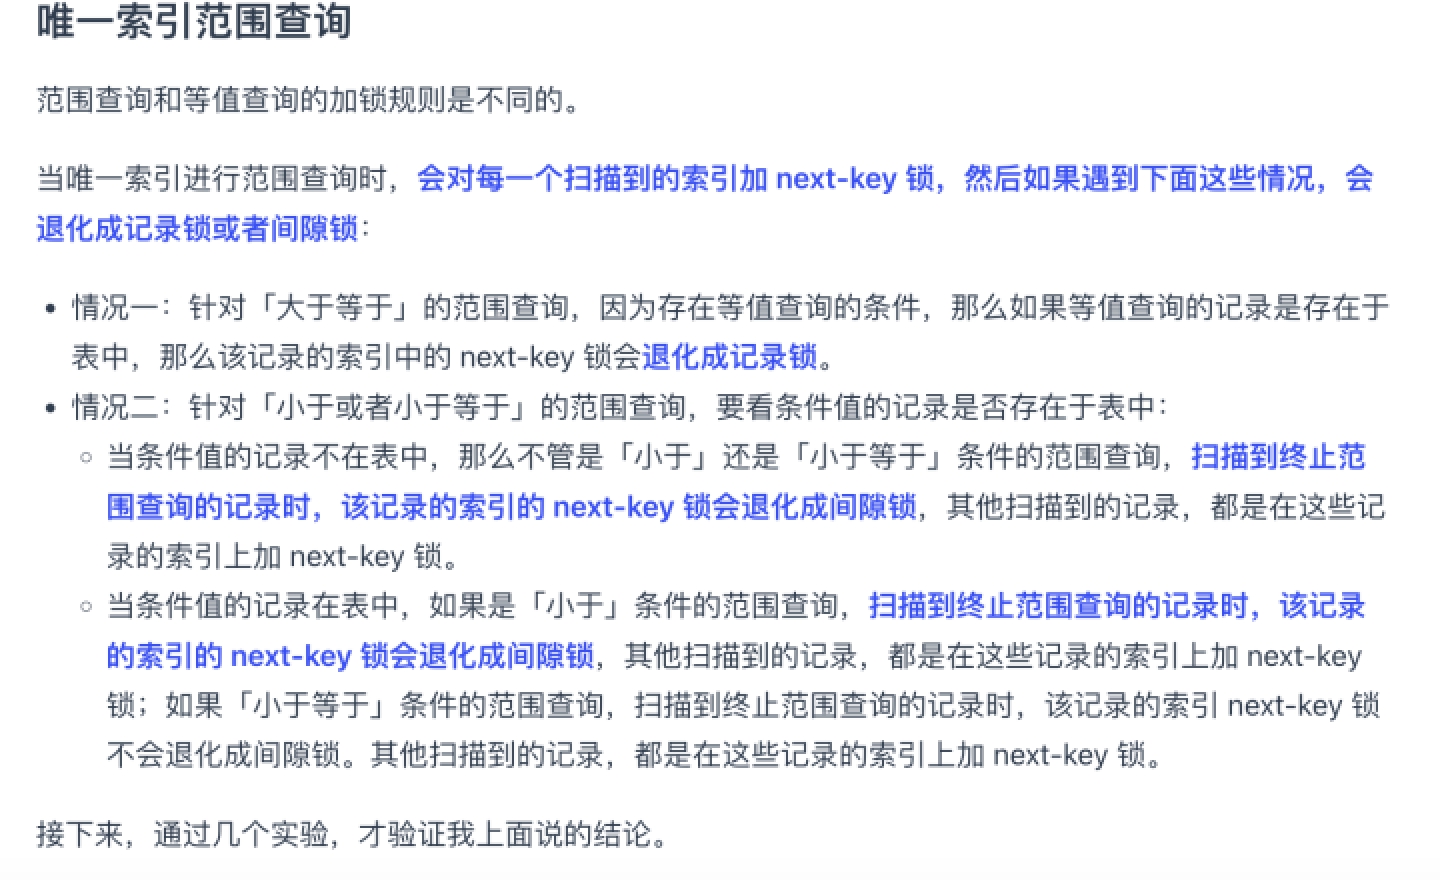 唯一索引范围查询
范围查询和等值查询的加锁规则是不同的。
当唯一索引进行范围查询时，会对每一个扫描到的索引加 next-key 锁，然后如果遇到下面这些情况，会
退化成记录锁或者间隙锁：
• 情况一：针对「大于等于」的范围查询，因为存在等值查询的条件，那么如果等值查询的记录是存在于
表中，那么该记录的索引中的 next-key 锁会退化成记录锁。
• 情况二：针对「小于或者小于等于」的范围查询，要看条件值的记录是否存在于表中：
◦ 当条件值的记录不在表中，那么不管是「小于」还是「小于等于」条件的范围查询，扫描到终止范
围查询的记录时，该记录的索引的 next-key 锁会退化成间隙锁，其他扫描到的记录，都是在这些记
录的索引上加 next-key 锁。
◦ 当条件值的记录在表中，如果是「小于」条件的范围查询，扫描到终止范围查询的记录时，该记录
的索引的 next-key 锁会退化成间隙锁，其他扫描到的记录，都是在这些记录的索引上加 next-key
锁；如果「小于等于」条件的范围查询，扫描到终止范围查询的记录时，该记录的索引 next-key 锁
不会退化成间隙锁。其他扫描到的记录，都是在这些记录的索引上加 next-key 锁。
接下来，通过几个实验，才验证我上面说的结论。